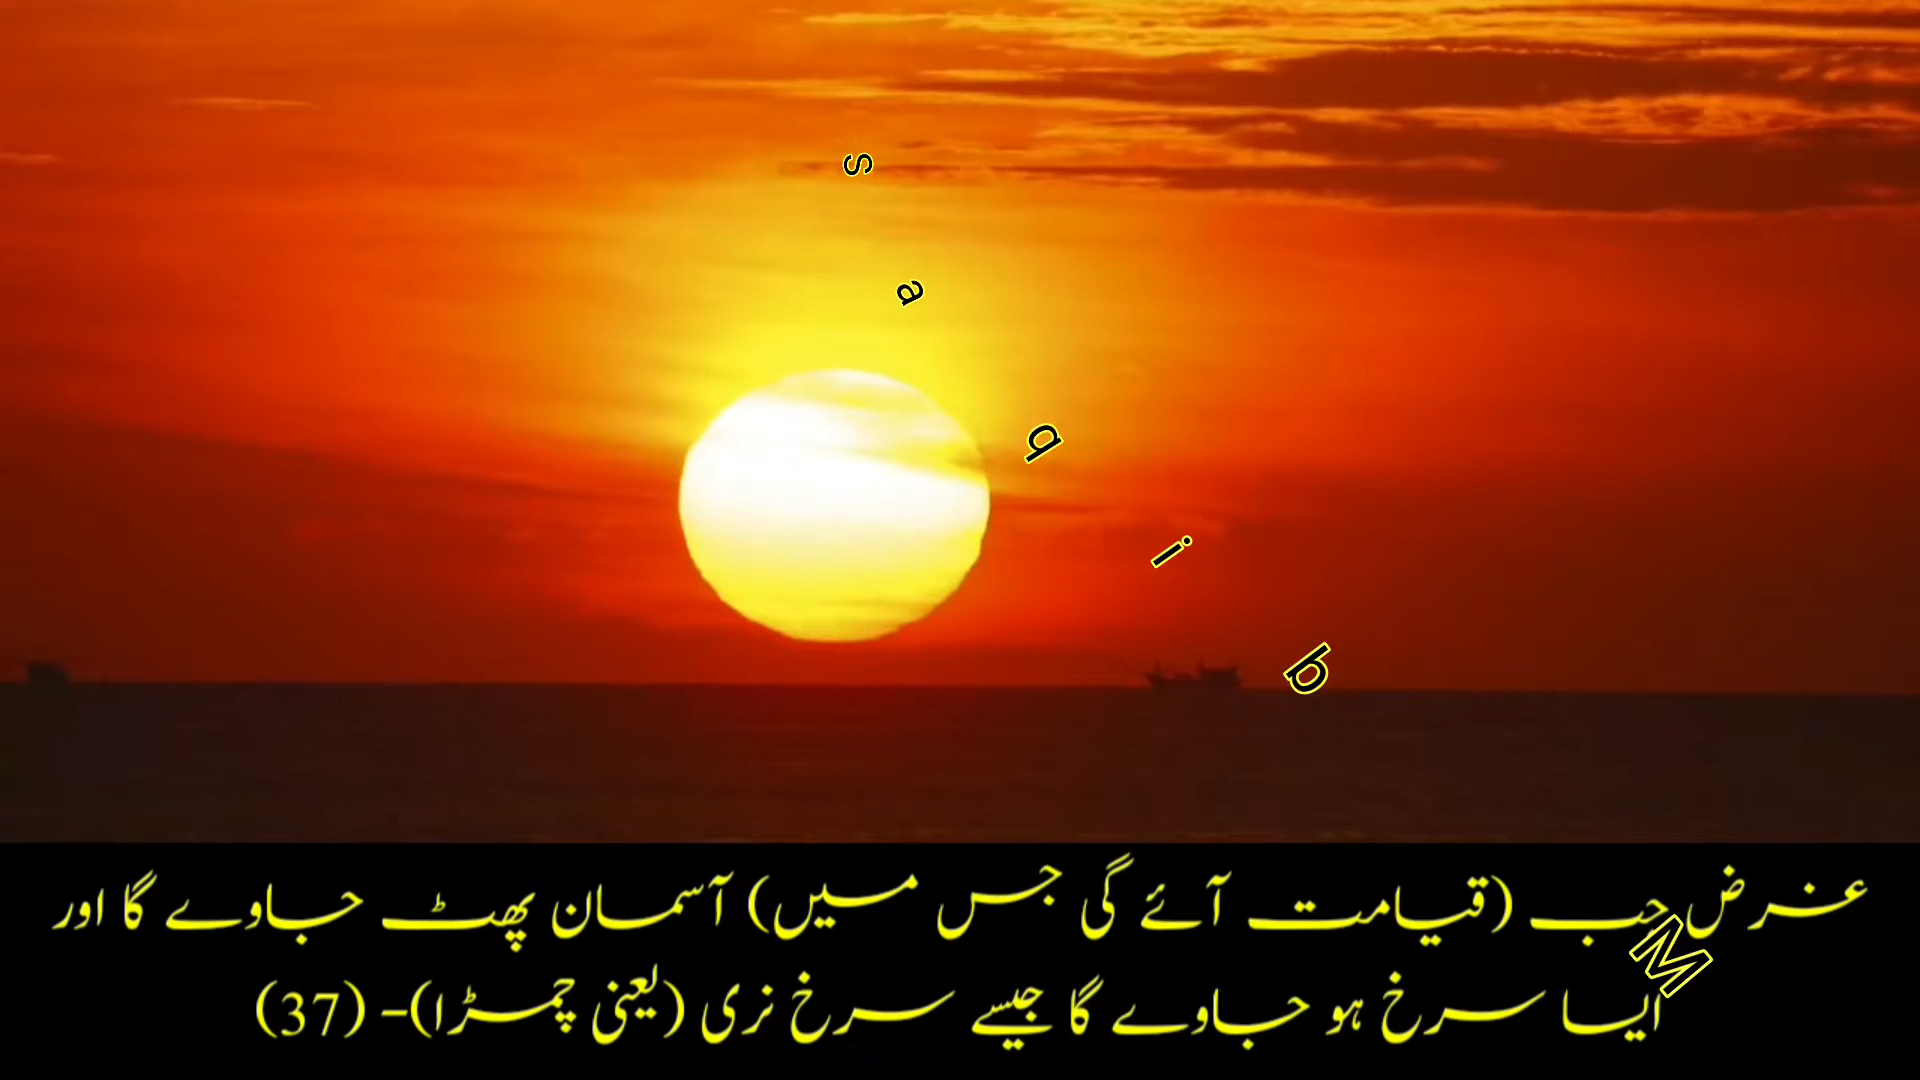 s a q i b M
غرض جب (قیامت آئے گی جس میں) آسمان پھٹ جاوے گا اور
ایسا سرخ ہو جاوے گا جیسے سرخ نری (یعنی چمڑا)- (37)